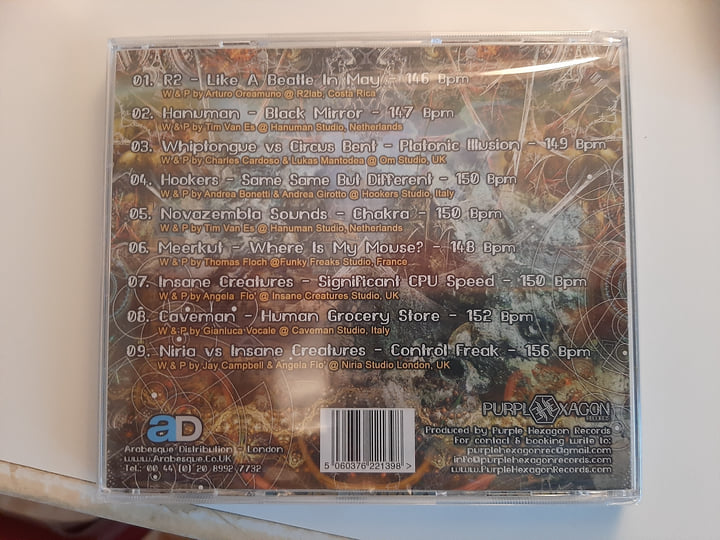 01. R2 - Like A Beatle In May - 146 Bpm
W & P by Arturo Oreamuno @ R2lab, Costa Rica
02. Hanuman - Black Mirror - 147 Bpm
W & P by Tim Van Es @ Hanuman Studio, Netherlands
03. Whiptongue vs Circus Bent - Platonic Illusion - 149 Bpm
W & P by Charles Cardoso & Lukas Mantodea @ Om Studio, UK
04. Hookers - Same Same But Different - 150 Bpm
W & P by Andrea Bonetti & Andrea Girotto @ Hookers Studio, Italy
05. Novazembla Sounds - Chakra - 150 Bpm
W & P by Tim Van Es @ Hanuman Studio, Netherlands
06. Meerkut - Where Is My Mouse? - 148 Bpm
W & P by Thomas Floch @Funky Freaks Studio, France
07. Insane Creatures - Significant CPU Speed - 150 Bpm
W & P by Angela Flo' @ Insane Creatures Studio, UK
08. Caveman - Human Grocery Store - 152 Bpm
W & P by Gianluca Vocale @ Caveman Studio, Italy
09. Niria vs Insane Creatures - Control Freak - 156 Bpm
W & P by Jay Campbell & Angela Flo' @ Niria Studio London, UK
aD
Arabesque Distribution - London
www.Arabesque.Co.UK
Tel: 00 44 (0) 20 8992 7732
5 060376 221398 >
PURPLE HEXAGON
RECORDS
Produced by Purple Hexagon Records
For contact & booking write to:
purplehexagonrec@gmail.com
info@purplehexagonrecords.com
www.PurpleHexagonRecords.com